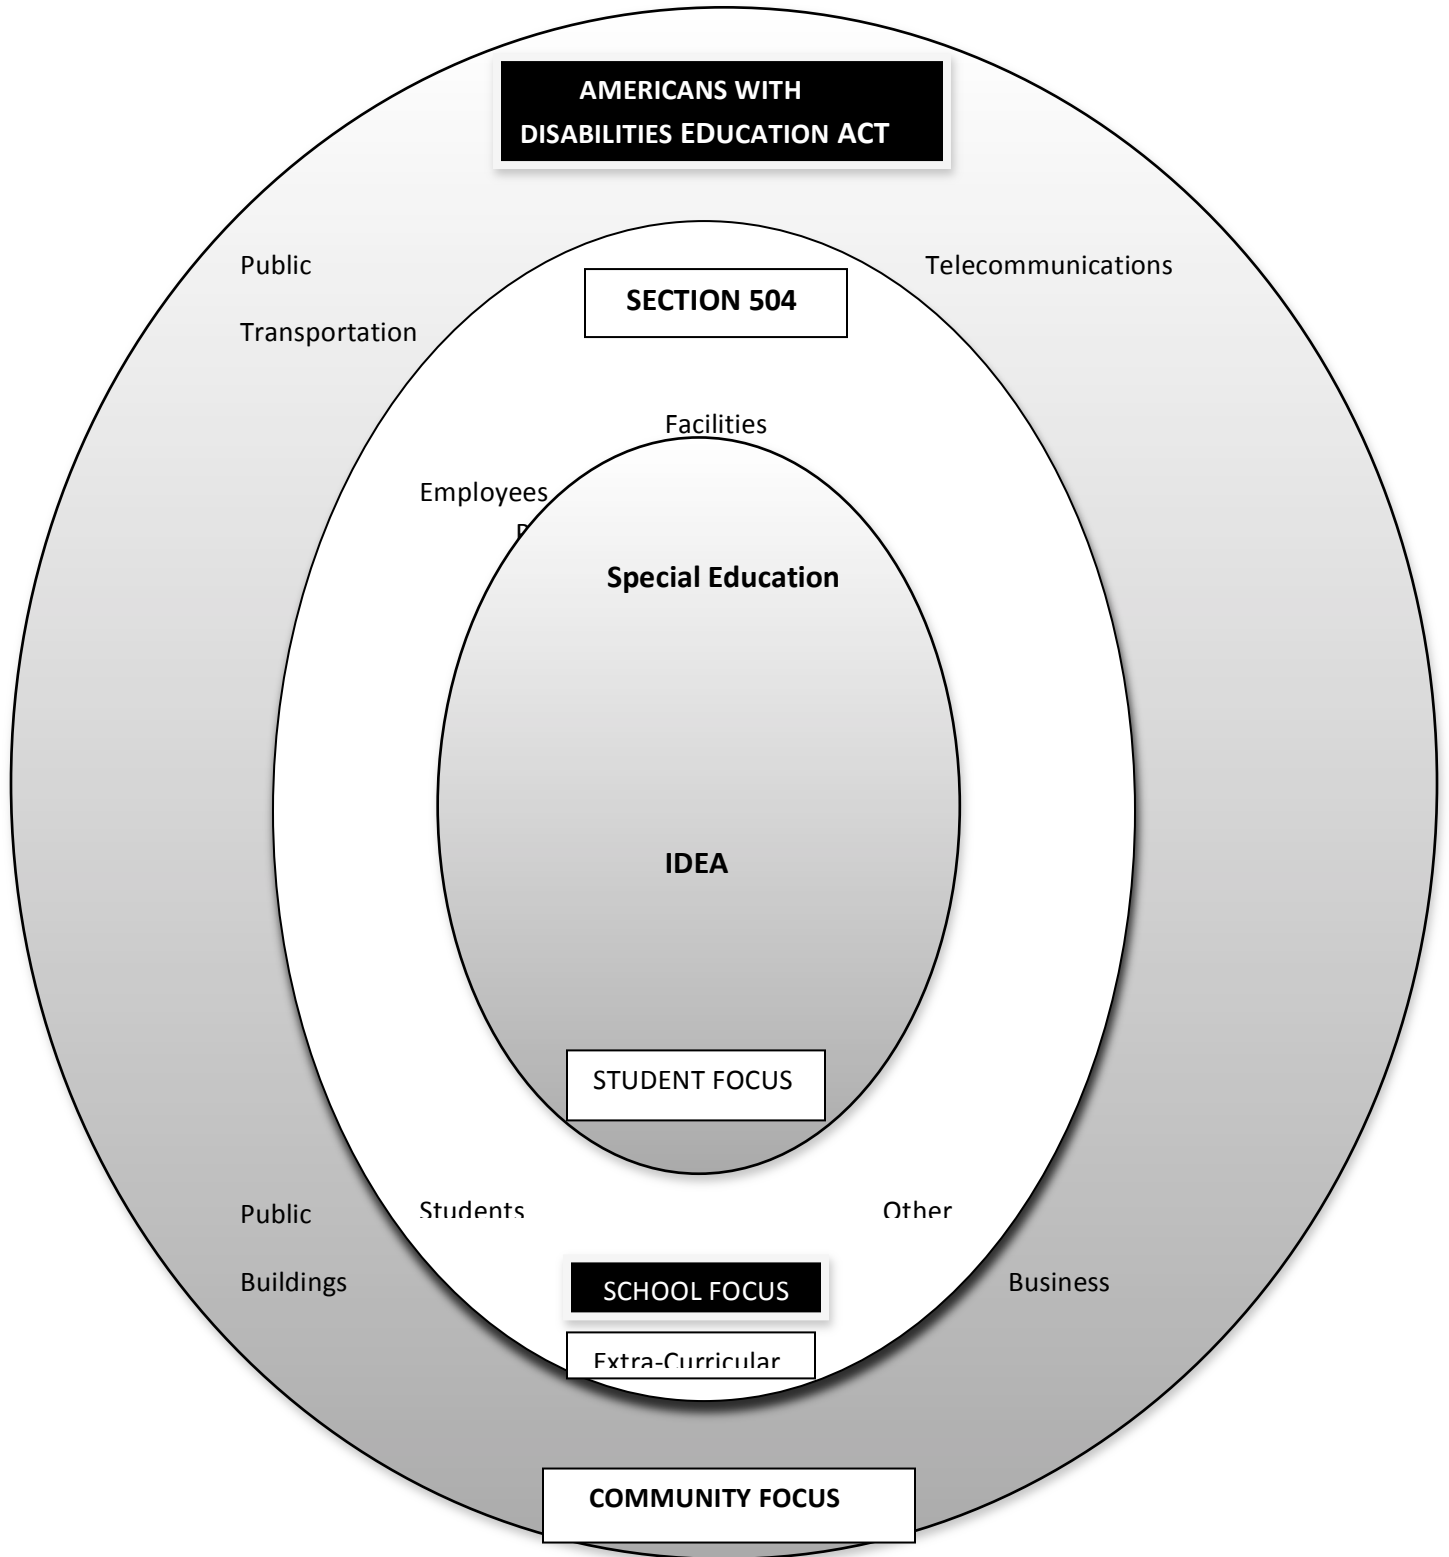 AMERICANS WITH
DISABILITIES EDUCATION ACT
Public
Telecommunications
Transportation
SECTION 504
Facilities
Employees
Special Education
IDEA
STUDENT FOCUS
Public
Students
Other
Buildings
SCHOOL FOCUS
Business
Extra-Curricular
COMMUNITY FOCUS